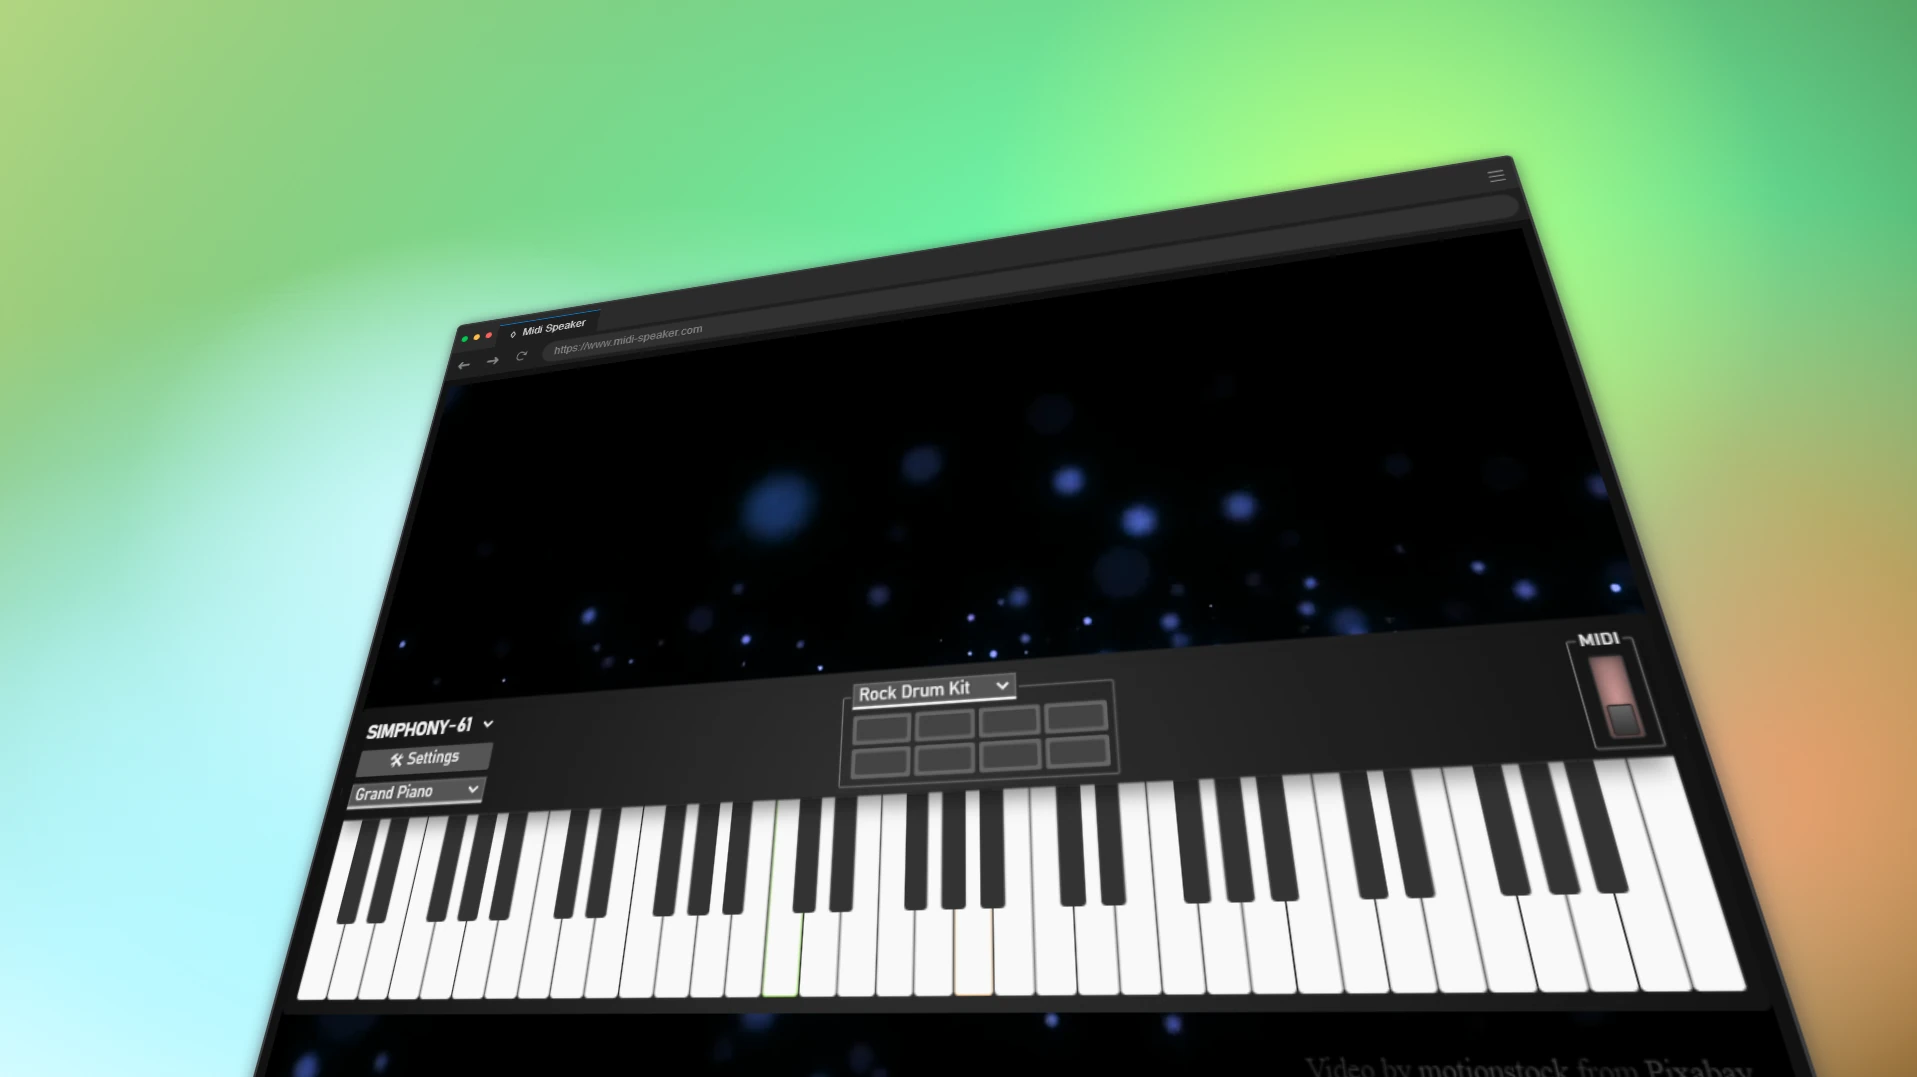 Midi Speaker
https://www.midi-speaker.com
MIDI
Rock Drum Kit
SIMPHONY-61
Settings
Grand Piano
Video by motionstock from Pixabay